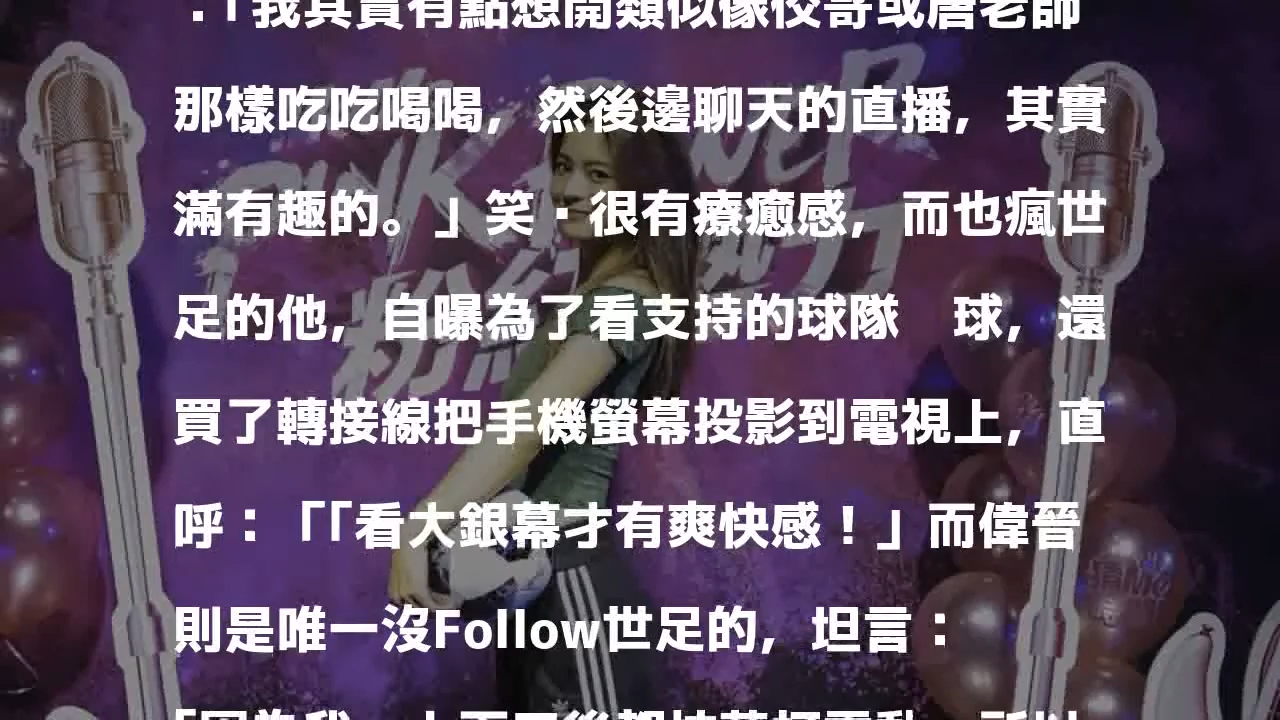 ：「我其實有點想開類似像佼哥或唐老師
那樣吃吃喝喝，然後邊聊天的直播，其實
滿有趣的。」笑·很有療癒感，而也瘋世
足的他，自曝為了看支持的球隊　球，還
買了轉接線把手機螢幕投影到電視上，直
呼：「「看大銀幕才有爽快感！」而偉晉
則是唯一沒Follow世足的，坦言：